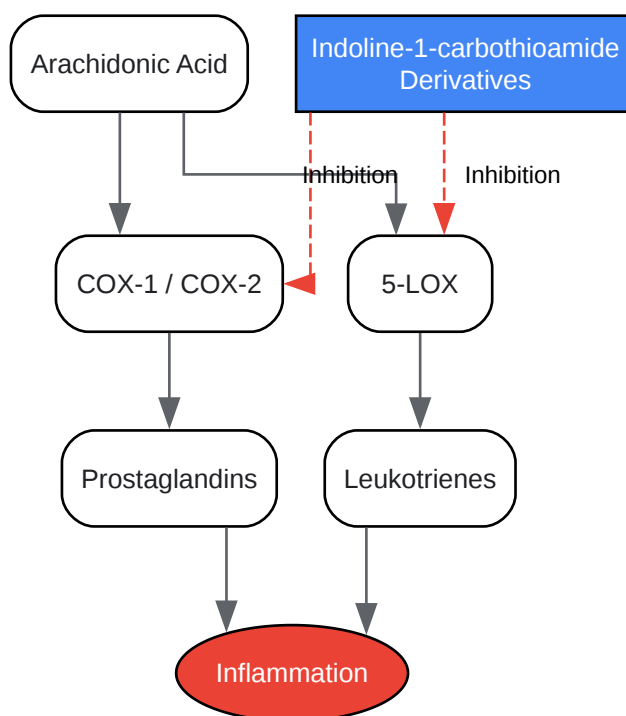 Arachidonic Acid
Indoline-1-carbothioamide
Derivatives
Inhibition
Inhibition
COX-1 / COX-2
5-LOX
Prostaglandins
Leukotrienes
Inflammation